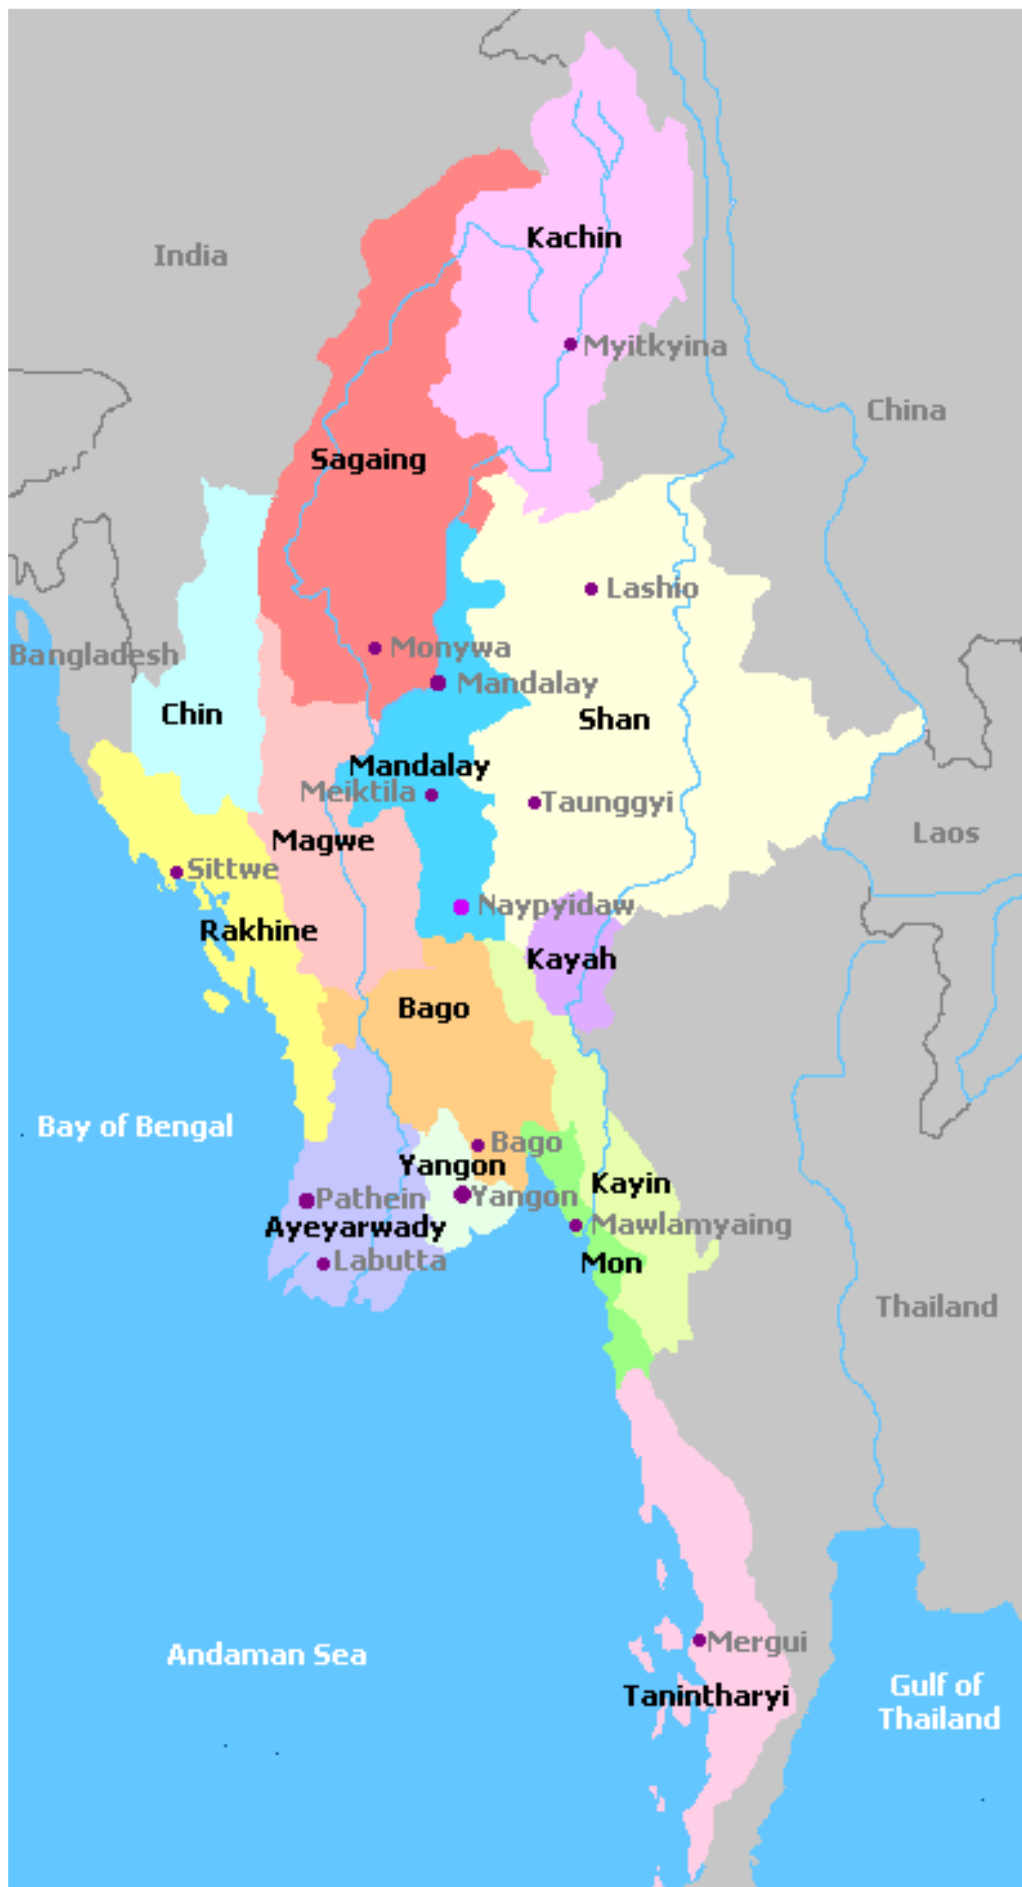 Kachin
India
Myitkyina
China
Sagaing
Lashio
Monywa
Bangladesh
Mandalay
Chin
Shan
Mandalay
Meiktila
Taunggyi
Magwe
Laos
Sittwe
Naypyidaw
Rakhine
Kayah
Bago
Bay of Bengal
Bago
Yangon
Kayin
Pathein
Yangon
Ayeyarwady
Mawlamyaing
Labutta
Mon
Thailand
Mergui
Andaman Sea
Tanintharyi
Gulf of
Thailand